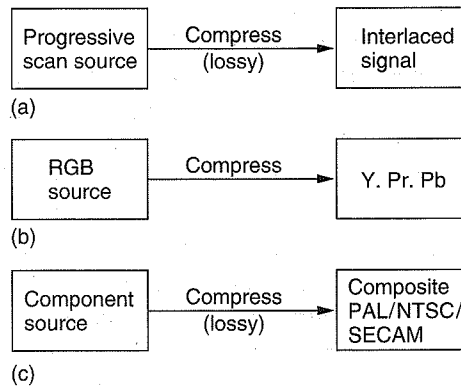 Progressive
scan source
Compress
(lossy)
Interlaced
signal
(a)
RGB
source
Compress
Y. Pr. Pb
(b)
Component
source
Compress
(lossy)
Composite
PAL/NTSC/
SECAM
(c)